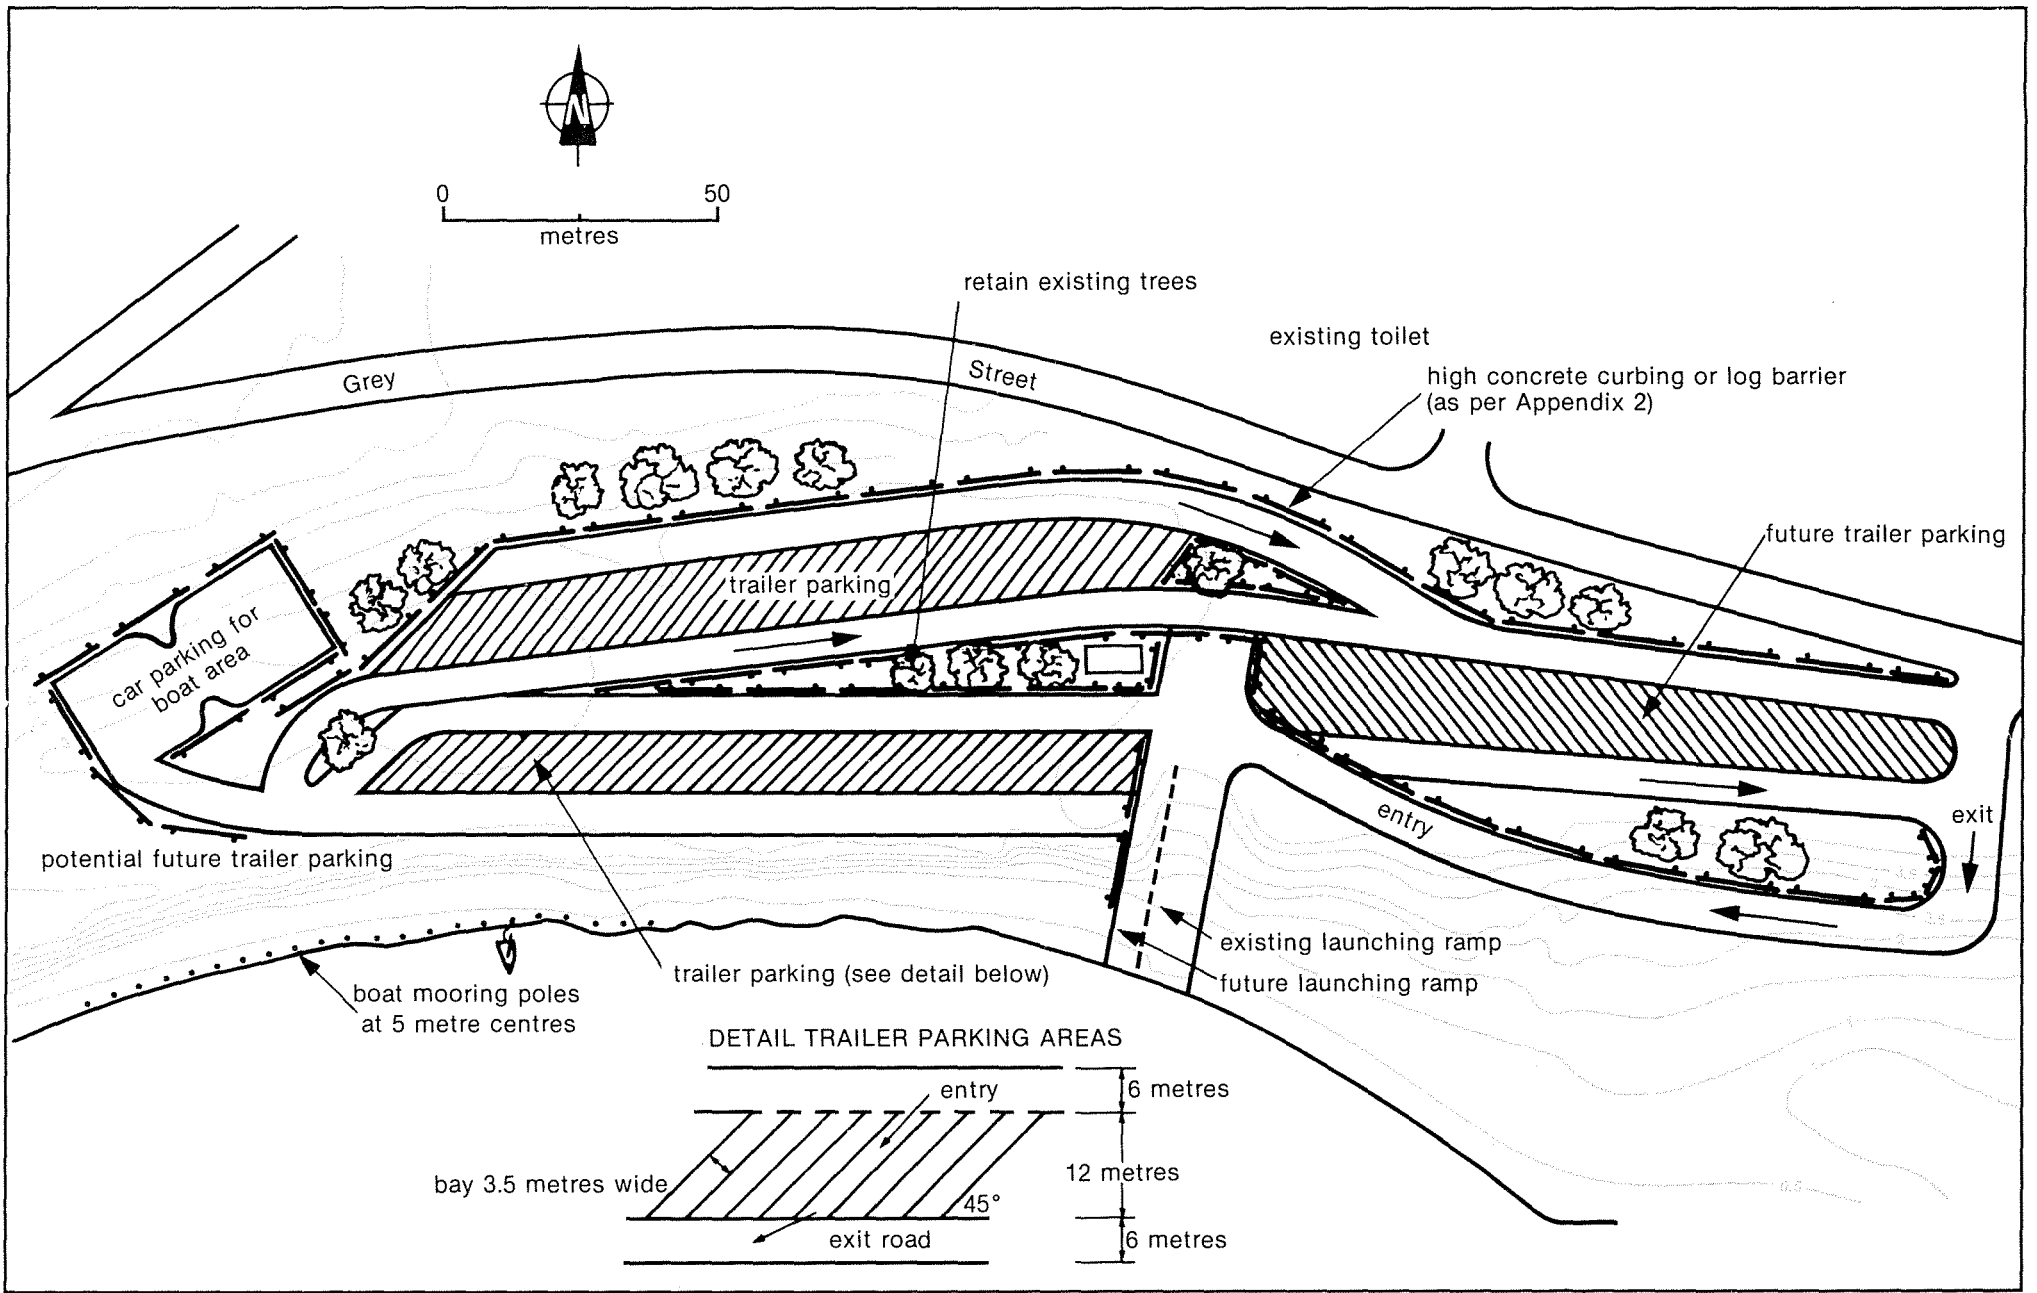 N
0 50
metres
retain existing trees
existing toilet
high concrete curbing or log barrier
(as per Appendix 2)
Grey Street
future trailer parking
trailer parking
car parking for
boat area
entry
exit
potential future trailer parking
existing launching ramp
trailer parking (see detail below)
future launching ramp
boat mooring poles
at 5 metre centres
DETAIL TRAILER PARKING AREAS
entry
6 metres
bay 3.5 metres wide
12 metres
45°
exit road
6 metres
0.5